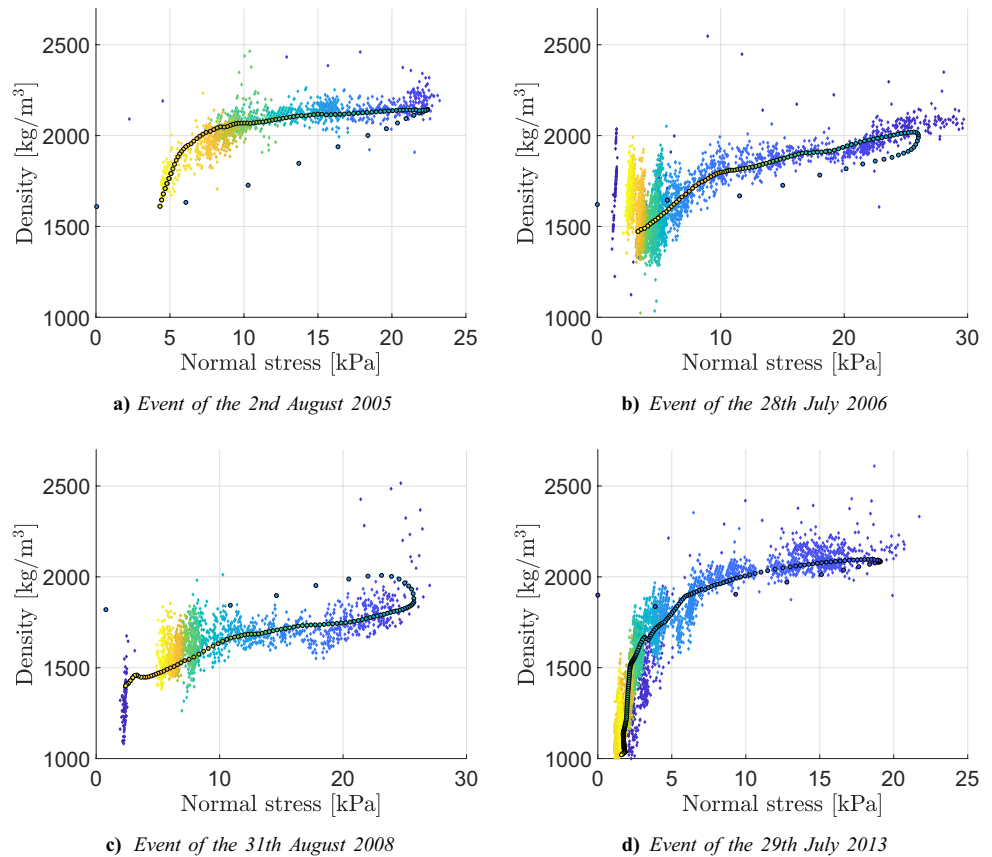 2500
2000
1500
1000
Density [kg/m³]
0 5 10 15 20 25
Normal stress [kPa]
a) Event of the 2nd August 2005
2500
2000
1500
1000
Density [kg/m³]
0 10 20 30
Normal stress [kPa]
b) Event of the 28th July 2006
2500
2000
1500
1000
Density [kg/m³]
0 10 20 30
Normal stress [kPa]
c) Event of the 31th August 2008
2500
2000
1500
1000
Density [kg/m³]
0 5 10 15 20 25
Normal stress [kPa]
d) Event of the 29th July 2013